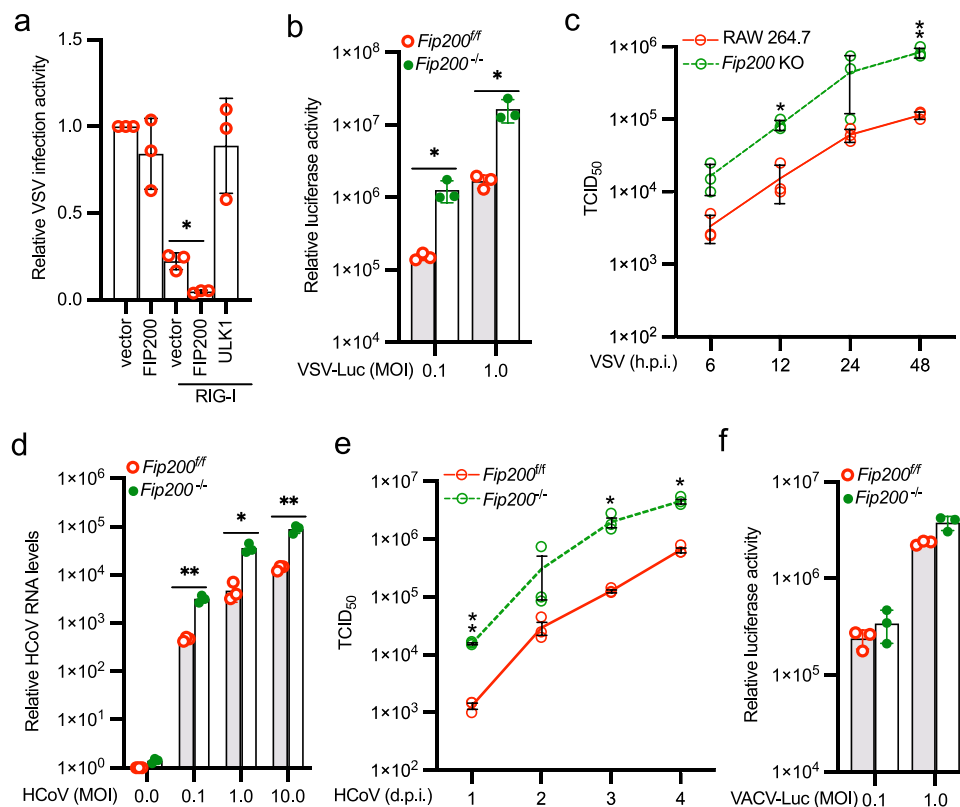 a
Relative VSV infection activity
1.5
1.0
0.5
0.0
*
vector
FIP200
vector
FIP200
ULK1
RIG-I
b
Fip200f/f
Fip200-/-
Relative luciferase activity
1×10⁸
1×10⁷
1×10⁶
1×10⁵
1×10⁴
*
*
VSV-Luc (MOI)
0.1 1.0
c
RAW 264.7
Fip200 KO
TCID50
1×10⁶
1×10⁵
1×10⁴
1×10³
1×10²
*
**
VSV (h.p.i.)
6 12 24 48
d
Fip200f/f
Fip200-/-
Relative HCoV RNA levels
1×10⁶
1×10⁵
1×10⁴
1×10³
1×10²
1×10¹
1×10⁰
**
*
**
HCoV (MOI)
0.0 0.1 1.0 10.0
e
Fip200f/f
Fip200-/-
TCID50
1×10⁷
1×10⁶
1×10⁵
1×10⁴
1×10³
1×10²
**
*
*
HCoV (d.p.i.)
1 2 3 4
f
Fip200f/f
Fip200-/-
Relative luciferase activity
1×10⁷
1×10⁶
1×10⁵
1×10⁴
VACV-Luc (MOI)
0.1 1.0